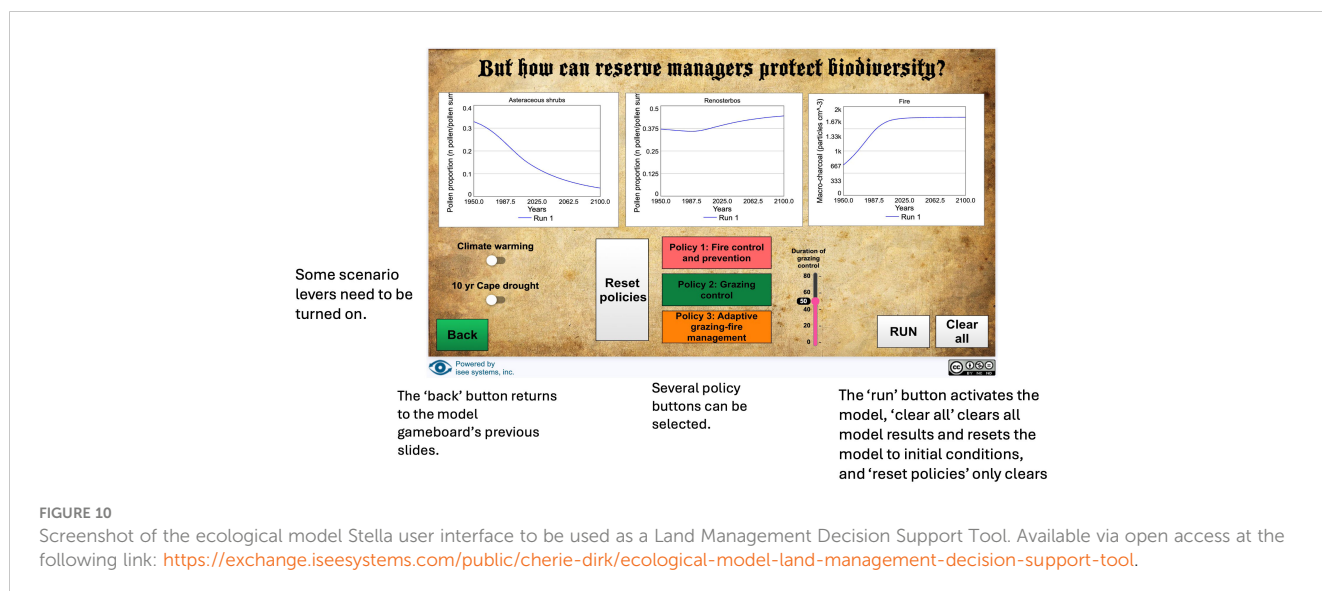 But how can reserve managers protect biodiversity?
Asteraceous shrubs
Pollen proportion (n pollen/pollen sum
0.4
0.3
0.2
0.1
0
1950.0 1987.5 2025.0 2062.5 2100.0
Years
Run 1
Renosterbos
Pollen proportion (n pollen/pollen sum
0.5
0.375
0.25
0.125
0
1950.0 1987.5 2025.0 2062.5 2100.0
Years
Run 1
Fire
Macro-charcoal (particles cm^-3)
2k
1.67k
1.33k
1k
667
333
0
1950.0 1987.5 2025.0 2062.5 2100.0
Years
Run 1
Some scenario
levers need to be
turned on.
Climate warming
10 yr Cape drought
Back
Reset
policies
Policy 1: Fire control
and prevention
Policy 2: Grazing
control
Policy 3: Adaptive
grazing-fire
management
Duration of
grazing
control
80
60
50
40
20
0
RUN
Clear
all
Powered by
isee systems, inc.
cc
BY NC ND
The ‘back’ button returns
to the model
gameboard’s previous
slides.
Several policy
buttons can be
selected.
The ‘run’ button activates the
model, ‘clear all’ clears all
model results and resets the
model to initial conditions,
and ‘reset policies’ only clears
FIGURE 10
Screenshot of the ecological model Stella user interface to be used as a Land Management Decision Support Tool. Available via open access at the
following link: https://exchange.iseesystems.com/public/cherie-dirk/ecological-model-land-management-decision-support-tool.